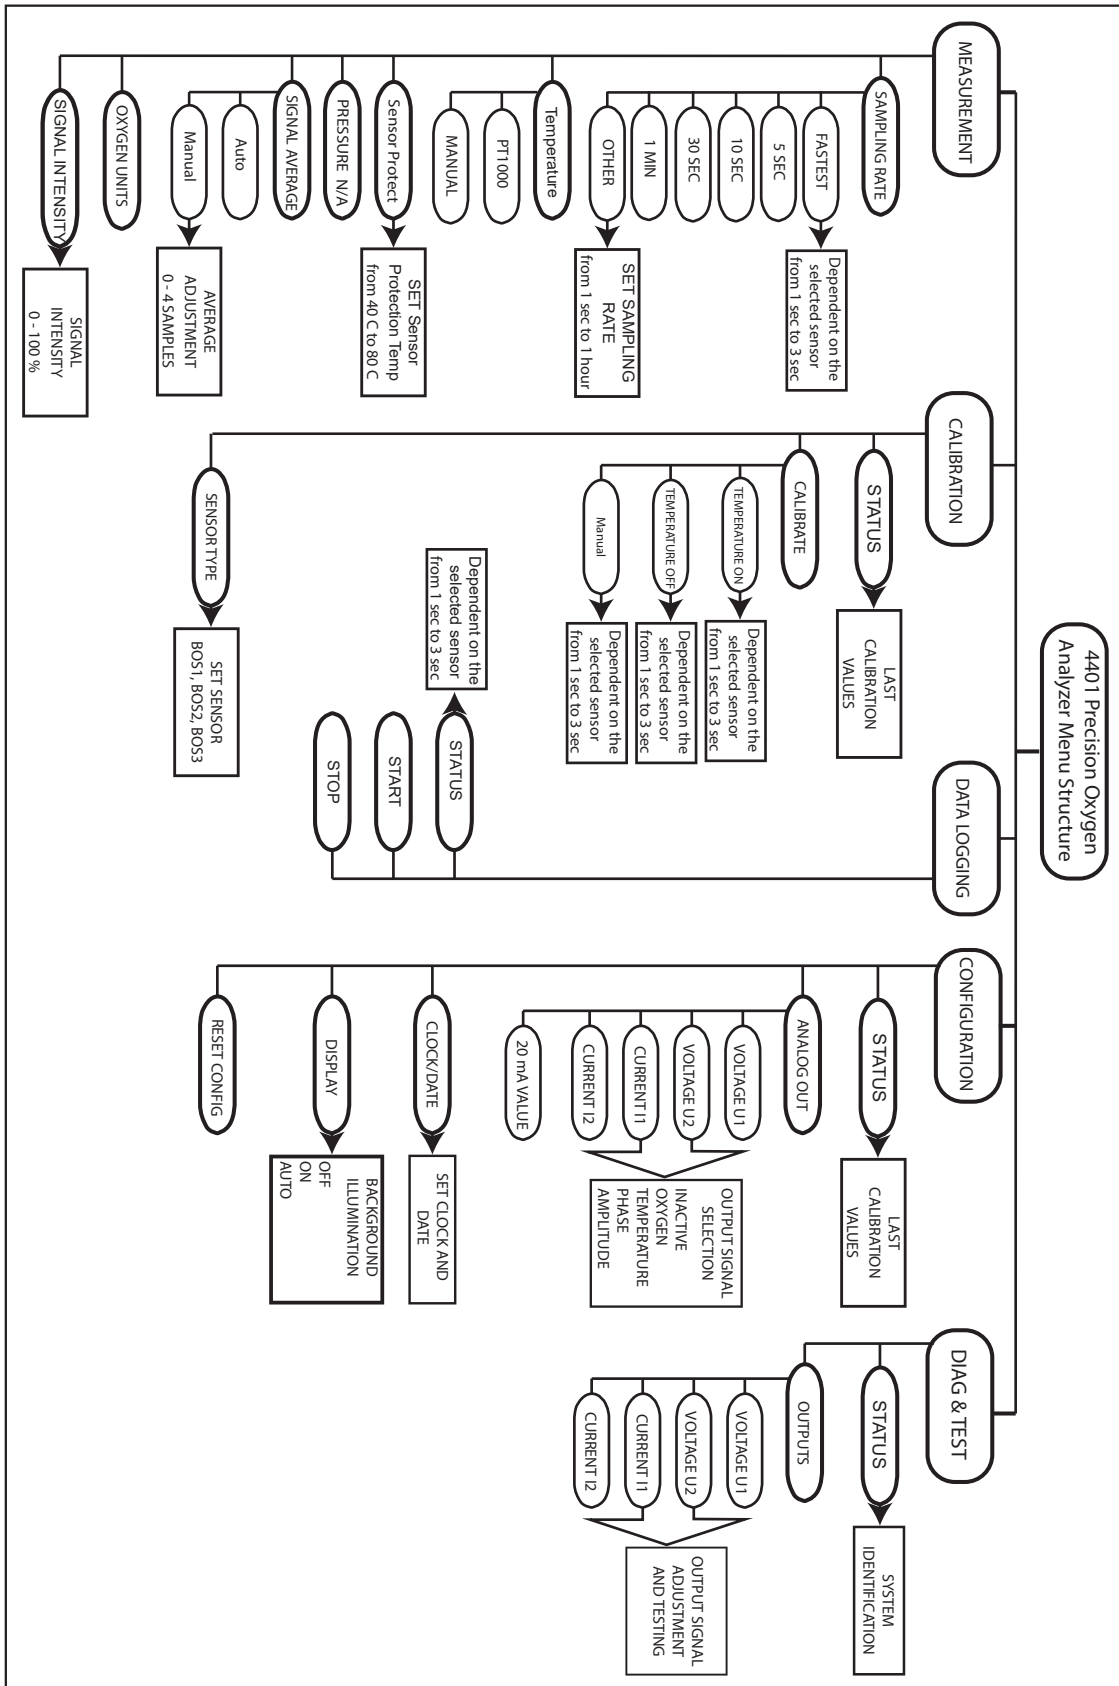 4401 Precision Oxygen
Analyzer Menu Structure
MEASUREMENT
SAMPLING RATE
FASTEST
Dependent on the
selected sensor
from 1 sec to 3 sec
5 SEC
10 SEC
30 SEC
1 MIN
OTHER
SET SAMPLING
RATE
from 1 sec to 1 hour
Temperature
PT1000
MANUAL
Sensor Protect
SET Sensor
Protection Temp
from 40 C to 80 C
PRESSURE N/A
SIGNAL AVERAGE
Auto
Manual
AVERAGE
ADJUSTMENT
0 - 4 SAMPLES
OXYGEN UNITS
SIGNAL INTENSITY
SIGNAL
INTENSITY
0 - 100 %
CALIBRATION
STATUS
LAST
CALIBRATION
VALUES
CALIBRATE
TEMPERATURE ON
Dependent on the
selected sensor
from 1 sec to 3 sec
TEMPERATURE OFF
Dependent on the
selected sensor
from 1 sec to 3 sec
Manual
Dependent on the
selected sensor
from 1 sec to 3 sec
SENSOR TYPE
SET SENSOR
BOS1, BOS2, BOS3
DATA LOGGING
STATUS
Dependent on the
selected sensor
from 1 sec to 3 sec
START
STOP
CONFIGURATION
STATUS
LAST
CALIBRATION
VALUES
ANALOG OUT
VOLTAGE U1
VOLTAGE U2
CURRENT I1
CURRENT I2
20 mA VALUE
OUTPUT SIGNAL
SELECTION
INACTIVE
OXYGEN
TEMPERATURE
PHASE
AMPLITUDE
CLOCK/DATE
SET CLOCK AND
DATE
DISPLAY
BACKGROUND
ILLUMINATION
OFF
ON
AUTO
RESET CONFIG
DIAG & TEST
STATUS
SYSTEM
IDENTIFICATION
OUTPUTS
VOLTAGE U1
VOLTAGE U2
CURRENT I1
CURRENT I2
OUTPUT SIGNAL
ADJUSTMENT
AND TESTING